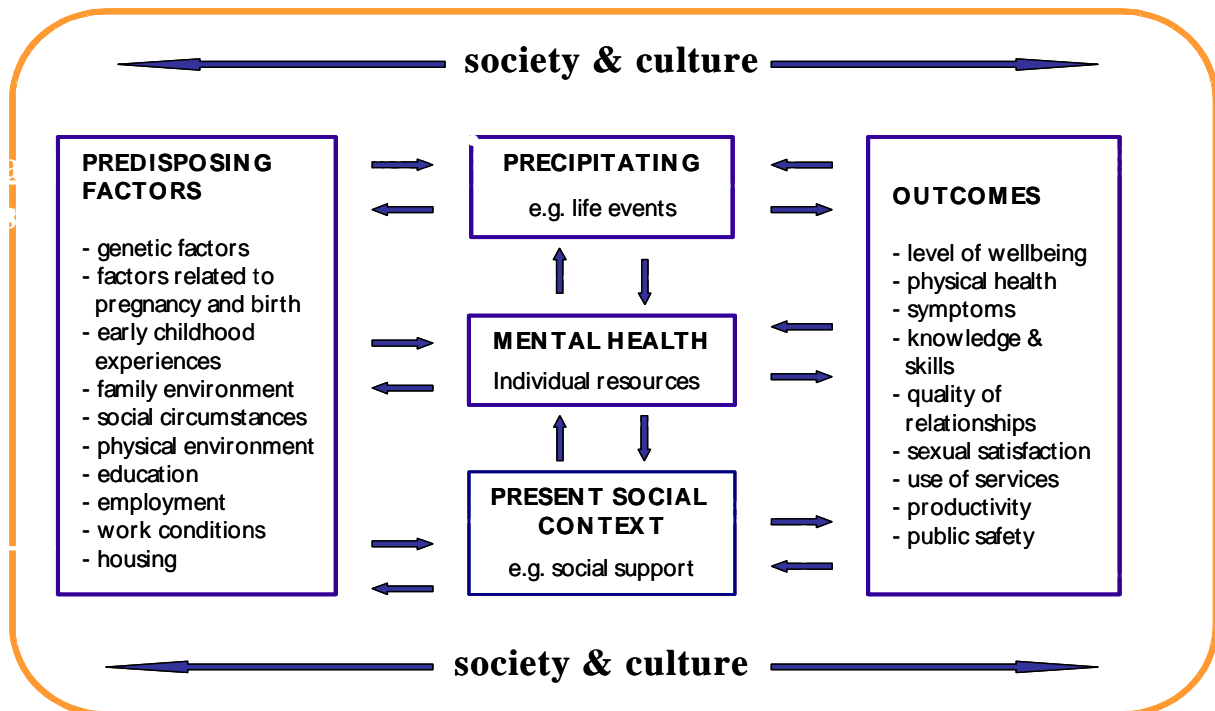 society & culture
PREDISPOSING
FACTORS
- genetic factors
- factors related to
pregnancy and birth
- early childhood
experiences
- family environment
- social circumstances
- physical environment
- education
- employment
- work conditions
- housing
PRECIPITATING
e.g. life events
MENTAL HEALTH
Individual resources
PRESENT SOCIAL
CONTEXT
e.g. social support
OUTCOMES
- level of wellbeing
- physical health
- symptoms
- knowledge &
skills
- quality of
relationships
- sexual satisfaction
- use of services
- productivity
- public safety
society & culture